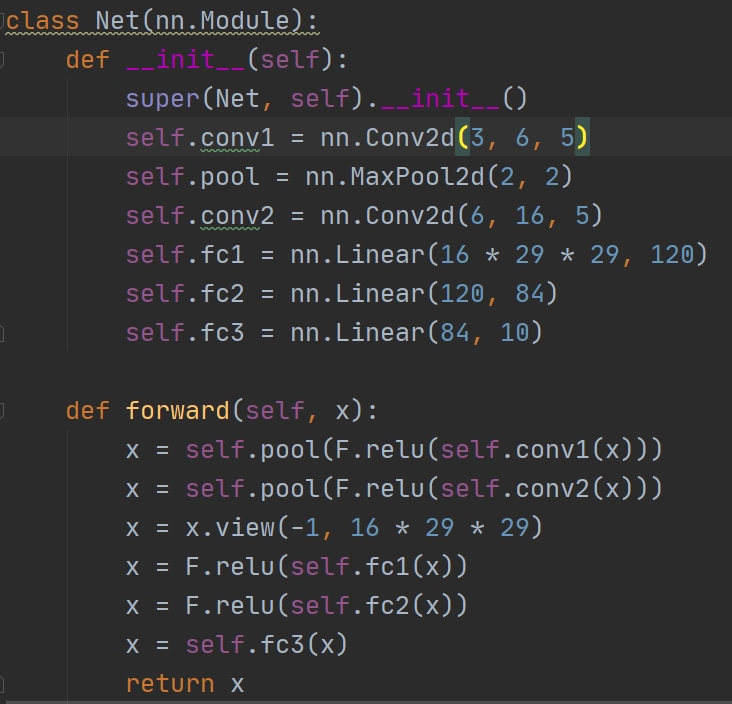 class Net(nn.Module):
    def __init__(self):
        super(Net, self).__init__()
        self.conv1 = nn.Conv2d(3, 6, 5)
        self.pool = nn.MaxPool2d(2, 2)
        self.conv2 = nn.Conv2d(6, 16, 5)
        self.fc1 = nn.Linear(16 * 29 * 29, 120)
        self.fc2 = nn.Linear(120, 84)
        self.fc3 = nn.Linear(84, 10)

    def forward(self, x):
        x = self.pool(F.relu(self.conv1(x)))
        x = self.pool(F.relu(self.conv2(x)))
        x = x.view(-1, 16 * 29 * 29)
        x = F.relu(self.fc1(x))
        x = F.relu(self.fc2(x))
        x = self.fc3(x)
        return x